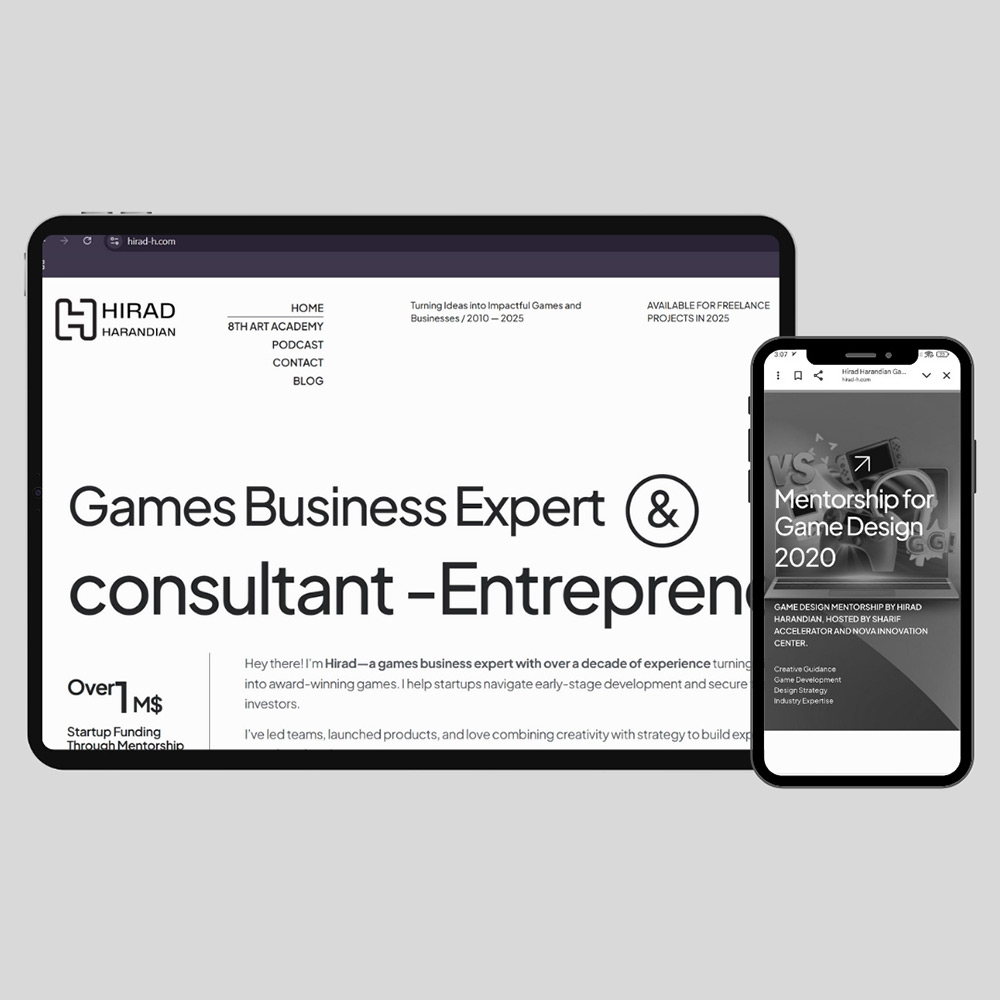 hirad-h.com
HIRAD
HARANDIAN
HOME
8TH ART ACADEMY
PODCAST
CONTACT
BLOG
Turning Ideas into Impactful Games and
Businesses / 2010 — 2025
AVAILABLE FOR FREELANCE
PROJECTS IN 2025
Games Business Expert &
consultant –Entreprene
Over 1 M$
Startup Funding
Through Mentorship
Hey there! I'm Hirad—a games business expert with over a decade of experience turning
into award-winning games. I help startups navigate early-stage development and secure
investors.
I've led teams, launched products, and love combining creativity with strategy to build exp
3:07
Hirad Harandian Ga...
hirad-h.com
VS
GG!
Mentorship for
Game Design
2020
GAME DESIGN MENTORSHIP BY HIRAD
HARANDIAN, HOSTED BY SHARIF
ACCELERATOR AND NOVA INNOVATION
CENTER.
Creative Guidance
Game Development
Design Strategy
Industry Expertise